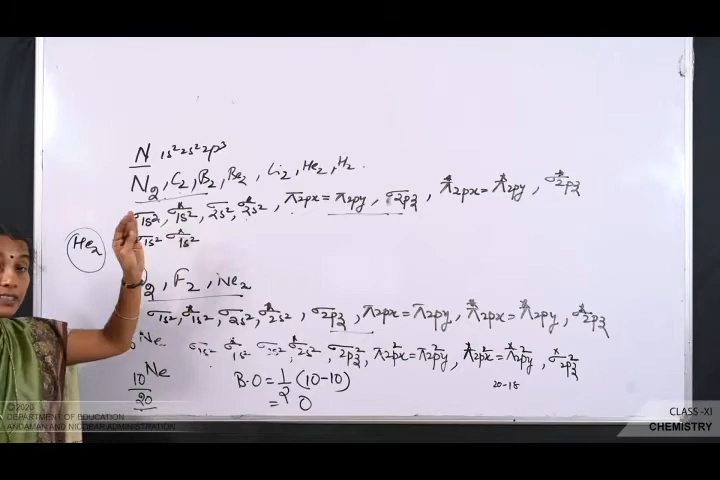 N 1s²2s²2p³
N₂, C₂, B₂, Be₂, Li₂, He₂, H₂.
σ1s², σ*1s², σ2s², σ*2s², π2px = π2py, σ2pz, π*2px = π*2py, σ*2pz
He₂ σ1s² σ*1s²
₂, F₂, Ne₂
σ1s², σ*1s², σ2s², σ*2s², σ2pz, π2px = π2py, π*2px = π*2py, σ*2pz
Ne σ1s² σ*1s² σ2s² σ*2s², σ2pz², π2px² = π2py², π*2px² = π*2py², σ*2pz²
10 Ne
20
B.O = 1/2 (10-10)
20-18
= 0
©2020
DEPARTMENT OF EDUCATION
ANDAMAN AND NICOBAR ADMINISTRATION
CLASS -XI
CHEMISTRY